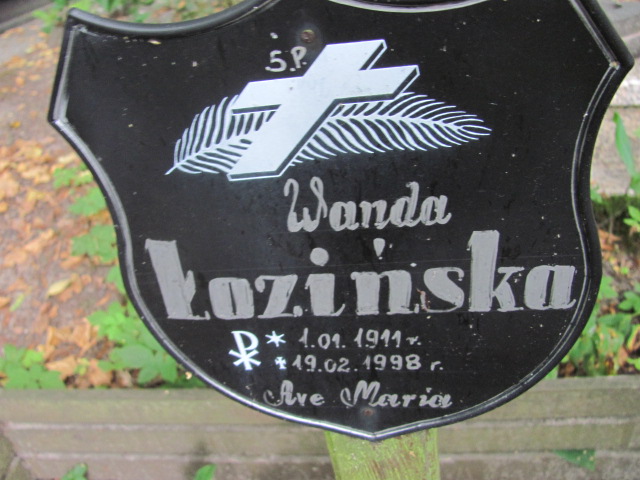 Ś.P.
Wanda
Łozińska
* 1.01.1911 r.
✝ 19.02.1998 r.
Ave Maria